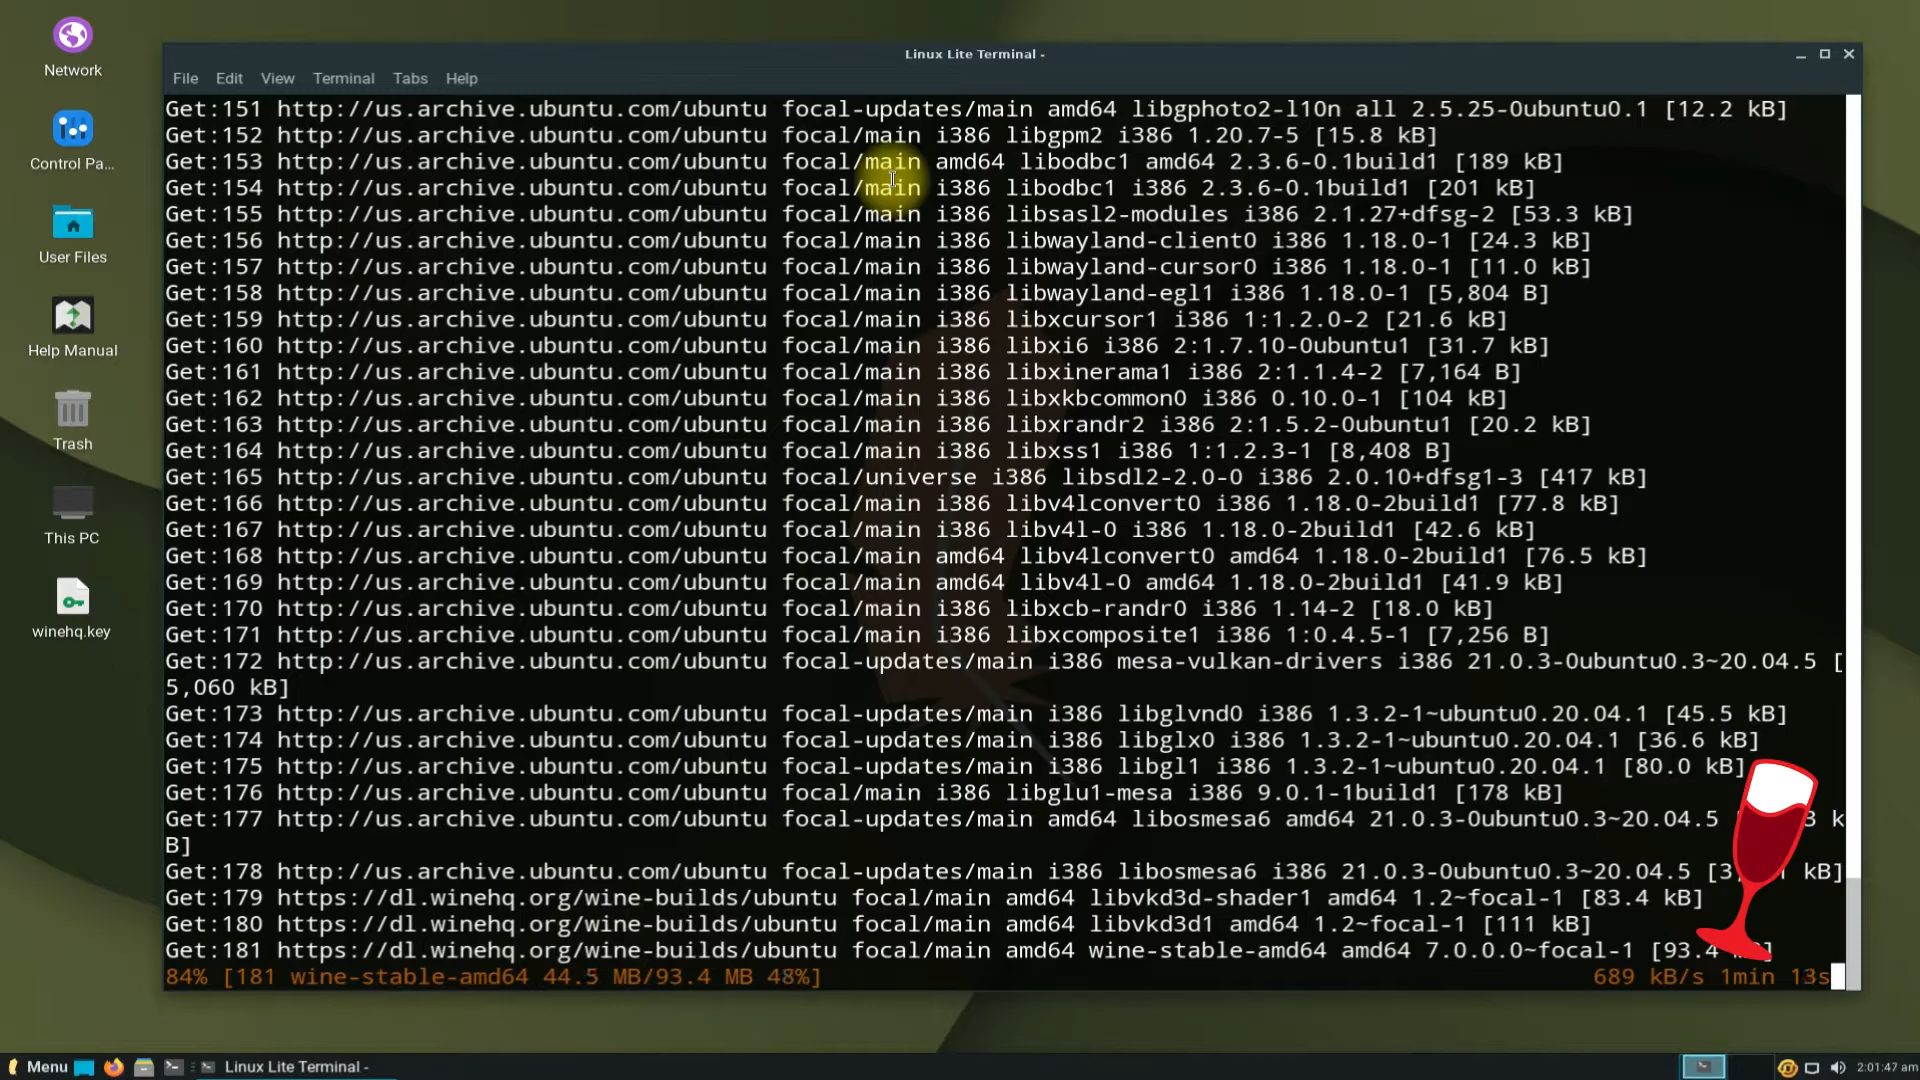 Linux Lite Terminal -
File Edit View Terminal Tabs Help
Network
Control Pa...
User Files
Help Manual
Trash
This PC
winehq.key
Get:151 http://us.archive.ubuntu.com/ubuntu focal-updates/main amd64 libgphoto2-l10n all 2.5.25-0ubuntu0.1 [12.2 kB]
Get:152 http://us.archive.ubuntu.com/ubuntu focal/main i386 libgpm2 i386 1.20.7-5 [15.8 kB]
Get:153 http://us.archive.ubuntu.com/ubuntu focal/main amd64 libodbc1 amd64 2.3.6-0.1build1 [189 kB]
Get:154 http://us.archive.ubuntu.com/ubuntu focal/main i386 libodbc1 i386 2.3.6-0.1build1 [201 kB]
Get:155 http://us.archive.ubuntu.com/ubuntu focal/main i386 libsasl2-modules i386 2.1.27+dfsg-2 [53.3 kB]
Get:156 http://us.archive.ubuntu.com/ubuntu focal/main i386 libwayland-client0 i386 1.18.0-1 [24.3 kB]
Get:157 http://us.archive.ubuntu.com/ubuntu focal/main i386 libwayland-cursor0 i386 1.18.0-1 [11.0 kB]
Get:158 http://us.archive.ubuntu.com/ubuntu focal/main i386 libwayland-egl1 i386 1.18.0-1 [5,804 B]
Get:159 http://us.archive.ubuntu.com/ubuntu focal/main i386 libxcursor1 i386 1:1.2.0-2 [21.6 kB]
Get:160 http://us.archive.ubuntu.com/ubuntu focal/main i386 libxi6 i386 2:1.7.10-0ubuntu1 [31.7 kB]
Get:161 http://us.archive.ubuntu.com/ubuntu focal/main i386 libxinerama1 i386 2:1.1.4-2 [7,164 B]
Get:162 http://us.archive.ubuntu.com/ubuntu focal/main i386 libxkbcommon0 i386 0.10.0-1 [104 kB]
Get:163 http://us.archive.ubuntu.com/ubuntu focal/main i386 libxrandr2 i386 2:1.5.2-0ubuntu1 [20.2 kB]
Get:164 http://us.archive.ubuntu.com/ubuntu focal/main i386 libxss1 i386 1:1.2.3-1 [8,408 B]
Get:165 http://us.archive.ubuntu.com/ubuntu focal/universe i386 libsdl2-2.0-0 i386 2.0.10+dfsg1-3 [417 kB]
Get:166 http://us.archive.ubuntu.com/ubuntu focal/main i386 libv4lconvert0 i386 1.18.0-2build1 [77.8 kB]
Get:167 http://us.archive.ubuntu.com/ubuntu focal/main i386 libv4l-0 i386 1.18.0-2build1 [42.6 kB]
Get:168 http://us.archive.ubuntu.com/ubuntu focal/main amd64 libv4lconvert0 amd64 1.18.0-2build1 [76.5 kB]
Get:169 http://us.archive.ubuntu.com/ubuntu focal/main amd64 libv4l-0 amd64 1.18.0-2build1 [41.9 kB]
Get:170 http://us.archive.ubuntu.com/ubuntu focal/main i386 libxcb-randr0 i386 1.14-2 [18.0 kB]
Get:171 http://us.archive.ubuntu.com/ubuntu focal/main i386 libxcomposite1 i386 1:0.4.5-1 [7,256 B]
Get:172 http://us.archive.ubuntu.com/ubuntu focal-updates/main i386 mesa-vulkan-drivers i386 21.0.3-0ubuntu0.3~20.04.5 [
5,060 kB]
Get:173 http://us.archive.ubuntu.com/ubuntu focal-updates/main i386 libglvnd0 i386 1.3.2-1~ubuntu0.20.04.1 [45.5 kB]
Get:174 http://us.archive.ubuntu.com/ubuntu focal-updates/main i386 libglx0 i386 1.3.2-1~ubuntu0.20.04.1 [36.6 kB]
Get:175 http://us.archive.ubuntu.com/ubuntu focal-updates/main i386 libgl1 i386 1.3.2-1~ubuntu0.20.04.1 [80.0 kB]
Get:176 http://us.archive.ubuntu.com/ubuntu focal/main i386 libglu1-mesa i386 9.0.1-1build1 [178 kB]
Get:177 http://us.archive.ubuntu.com/ubuntu focal-updates/main amd64 libosmesa6 amd64 21.0.3-0ubuntu0.3~20.04.5 k
B]
Get:178 http://us.archive.ubuntu.com/ubuntu focal-updates/main i386 libosmesa6 i386 21.0.3-0ubuntu0.3~20.04.5 kB]
Get:179 https://dl.winehq.org/wine-builds/ubuntu focal/main amd64 libvkd3d-shader1 amd64 1.2~focal-1 [83.4 kB]
Get:180 https://dl.winehq.org/wine-builds/ubuntu focal/main amd64 libvkd3d1 amd64 1.2~focal-1 [111 kB]
Get:181 https://dl.winehq.org/wine-builds/ubuntu focal/main amd64 wine-stable-amd64 amd64 7.0.0.0~focal-1 [93.4
84% [181 wine-stable-amd64 44.5 MB/93.4 MB 48%] 689 kB/s 1min 13s
Menu Linux Lite Terminal - 2:01:47 am